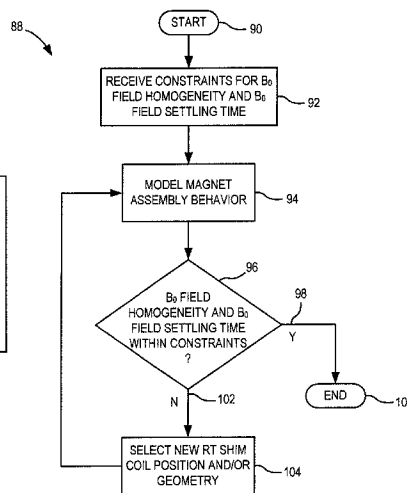 88
START
90
RECEIVE CONSTRAINTS FOR B₀
FIELD HOMOGENEITY AND B₀
FIELD SETTLING TIME
92
MODEL MAGNET
ASSEMBLY BEHAVIOR
94
96
B₀ FIELD
HOMOGENEITY AND B₀
FIELD SETTLING TIME
WITHIN CONSTRAINTS
?
98
Y
END
10
N
102
SELECT NEW RT SHIM
COIL POSITION AND/OR
GEOMETRY
104